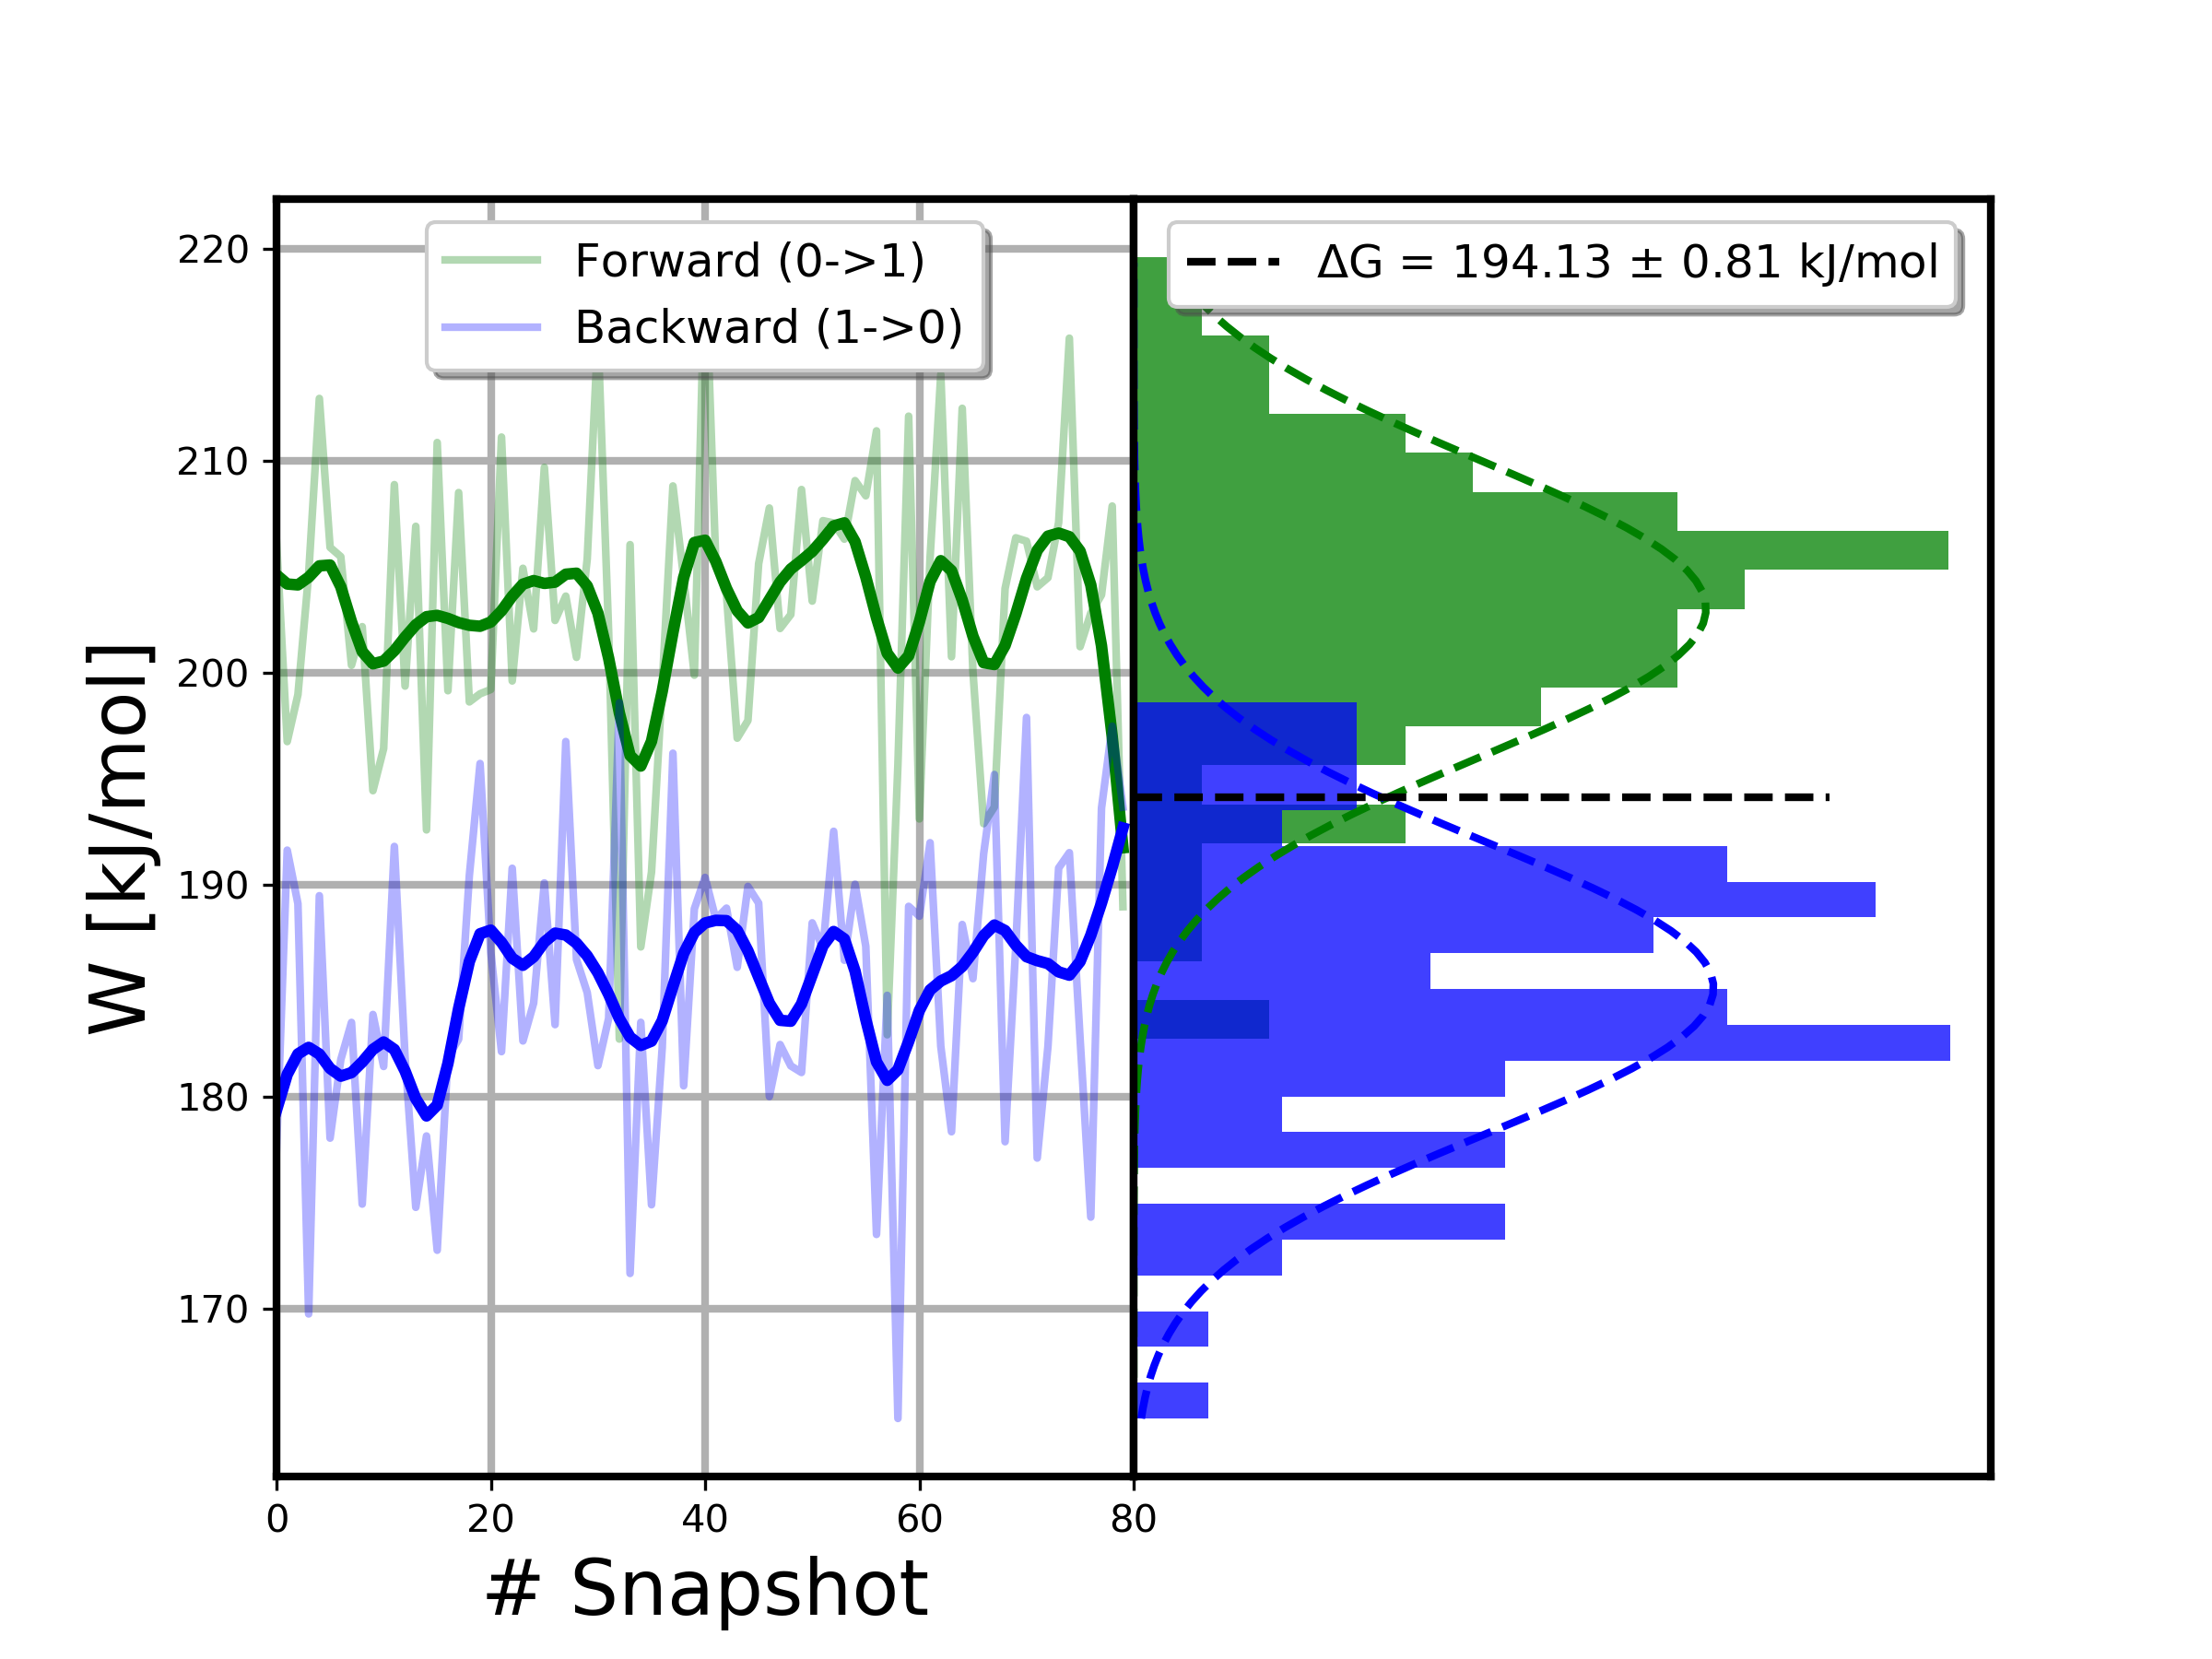 Forward (0->1)
Backward (1->0)
ΔG = 194.13 ± 0.81 kJ/mol
W [kJ/mol]
220
210
200
190
180
170
0 20 40 60 80
# Snapshot